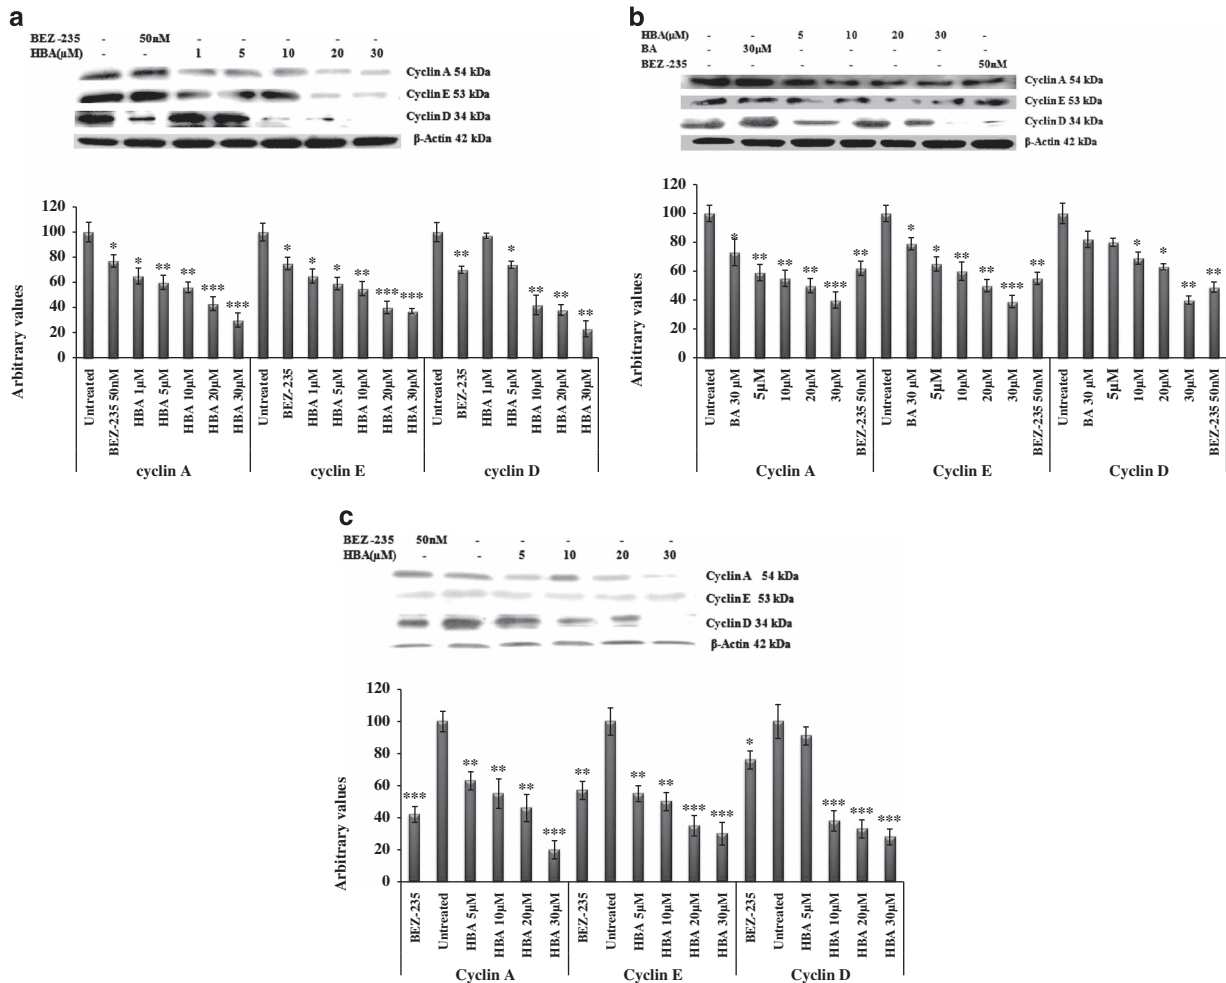 a
BEZ-235 - 50nM - - - - -
HBA(µM) - - 1 5 10 20 30
Cyclin A 54 kDa
Cyclin E 53 kDa
Cyclin D 34 kDa
β-Actin 42 kDa
Arbitrary values
120
100
80
60
40
20
0
* * ** ** *** ***
* * * ** *** ***
** * ** ** **
Untreated
BEZ-235 50nM
HBA 1µM
HBA 5µM
HBA 10µM
HBA 20µM
HBA 30µM
Untreated
BEZ-235
HBA 1µM
HBA 5µM
HBA 10µM
HBA 20µM
HBA 30µM
Untreated
BEZ-235
HBA 1µM
HBA 5µM
HBA 10µM
HBA 20µM
HBA 30µM
cyclin A cyclin E cyclin D
b
HBA(µM) - - 5 10 20 30 -
BA - 30µM - - - - -
BEZ-235 - - - - - - 50nM
Cyclin A 54 kDa
Cyclin E 53 kDa
Cyclin D 34 kDa
β-Actin 42 kDa
Arbitrary values
120
100
80
60
40
20
0
* ** ** ** *** **
* * ** ** *** **
* * ** **
Untreated
BA 30 µM
5µM
10µM
20µM
30µM
BEZ-235 50nM
Untreated
BA 30 µM
5µM
10µM
20µM
30µM
BEZ-235 50nM
Untreated
BA 30 µM
5µM
10µM
20µM
30µM
BEZ-235 50nM
Cyclin A Cyclin E Cyclin D
c
BEZ-235 50nM - - - - -
HBA(µM) - - 5 10 20 30
Cyclin A 54 kDa
Cyclin E 53 kDa
Cyclin D 34 kDa
β-Actin 42 kDa
Arbitrary values
120
100
80
60
40
20
0
*** ** ** ** ***
** ** ** *** ***
* *** *** ***
BEZ-235
Untreated
HBA 5µM
HBA 10µM
HBA 20µM
HBA 30µM
BEZ-235
Untreated
HBA 5µM
HBA 10µM
HBA 20µM
HBA 30µM
BEZ-235
Untreated
HBA 5µM
HBA 10µM
HBA 20µM
HBA 30µM
Cyclin A Cyclin E Cyclin D